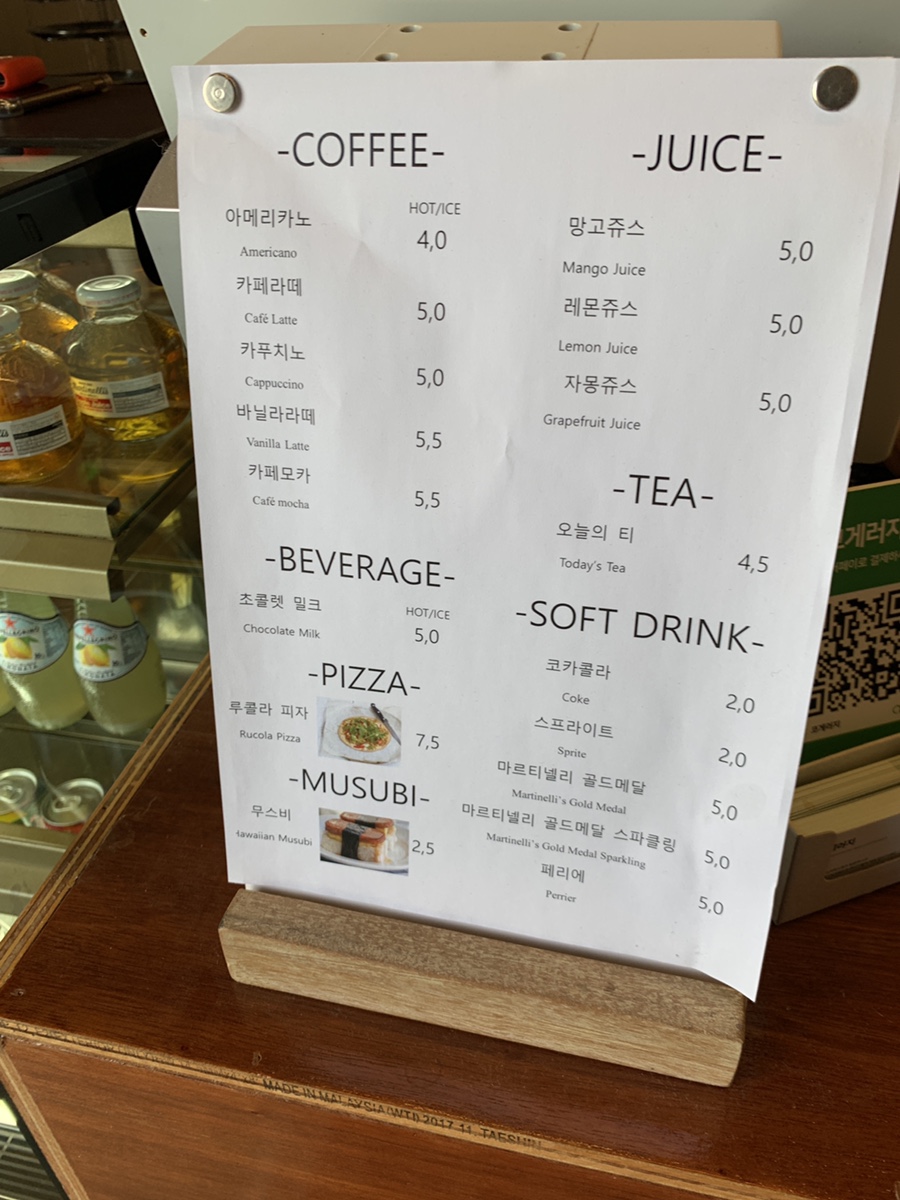 -COFFEE-
HOT/ICE
아메리카노
4,0
Americano
카페라떼
5,0
Café Latte
카푸치노
5,0
Cappuccino
바닐라라떼
5,5
Vanilla Latte
카페모카
5,5
Café mocha
-BEVERAGE-
초콜렛 밀크
HOT/ICE
Chocolate Milk
5,0
-PIZZA-
루콜라 피자
Rucola Pizza
7,5
-MUSUBI-
무스비
Hawaiian Musubi
2,5
-JUICE-
망고쥬스
5,0
Mango Juice
레몬쥬스
5,0
Lemon Juice
자몽쥬스
5,0
Grapefruit Juice
-TEA-
오늘의 티
4,5
Today's Tea
-SOFT DRINK-
코카콜라
2,0
Coke
스프라이트
2,0
Sprite
마르티넬리 골드메달
5,0
Martinelli's Gold Medal
마르티넬리 골드메달 스파클링
5,0
Martinelli's Gold Medal Sparkling
페리에
5,0
Perrier
MADE IN MALAYSIA(WTI) 2017.11. TAESHIN